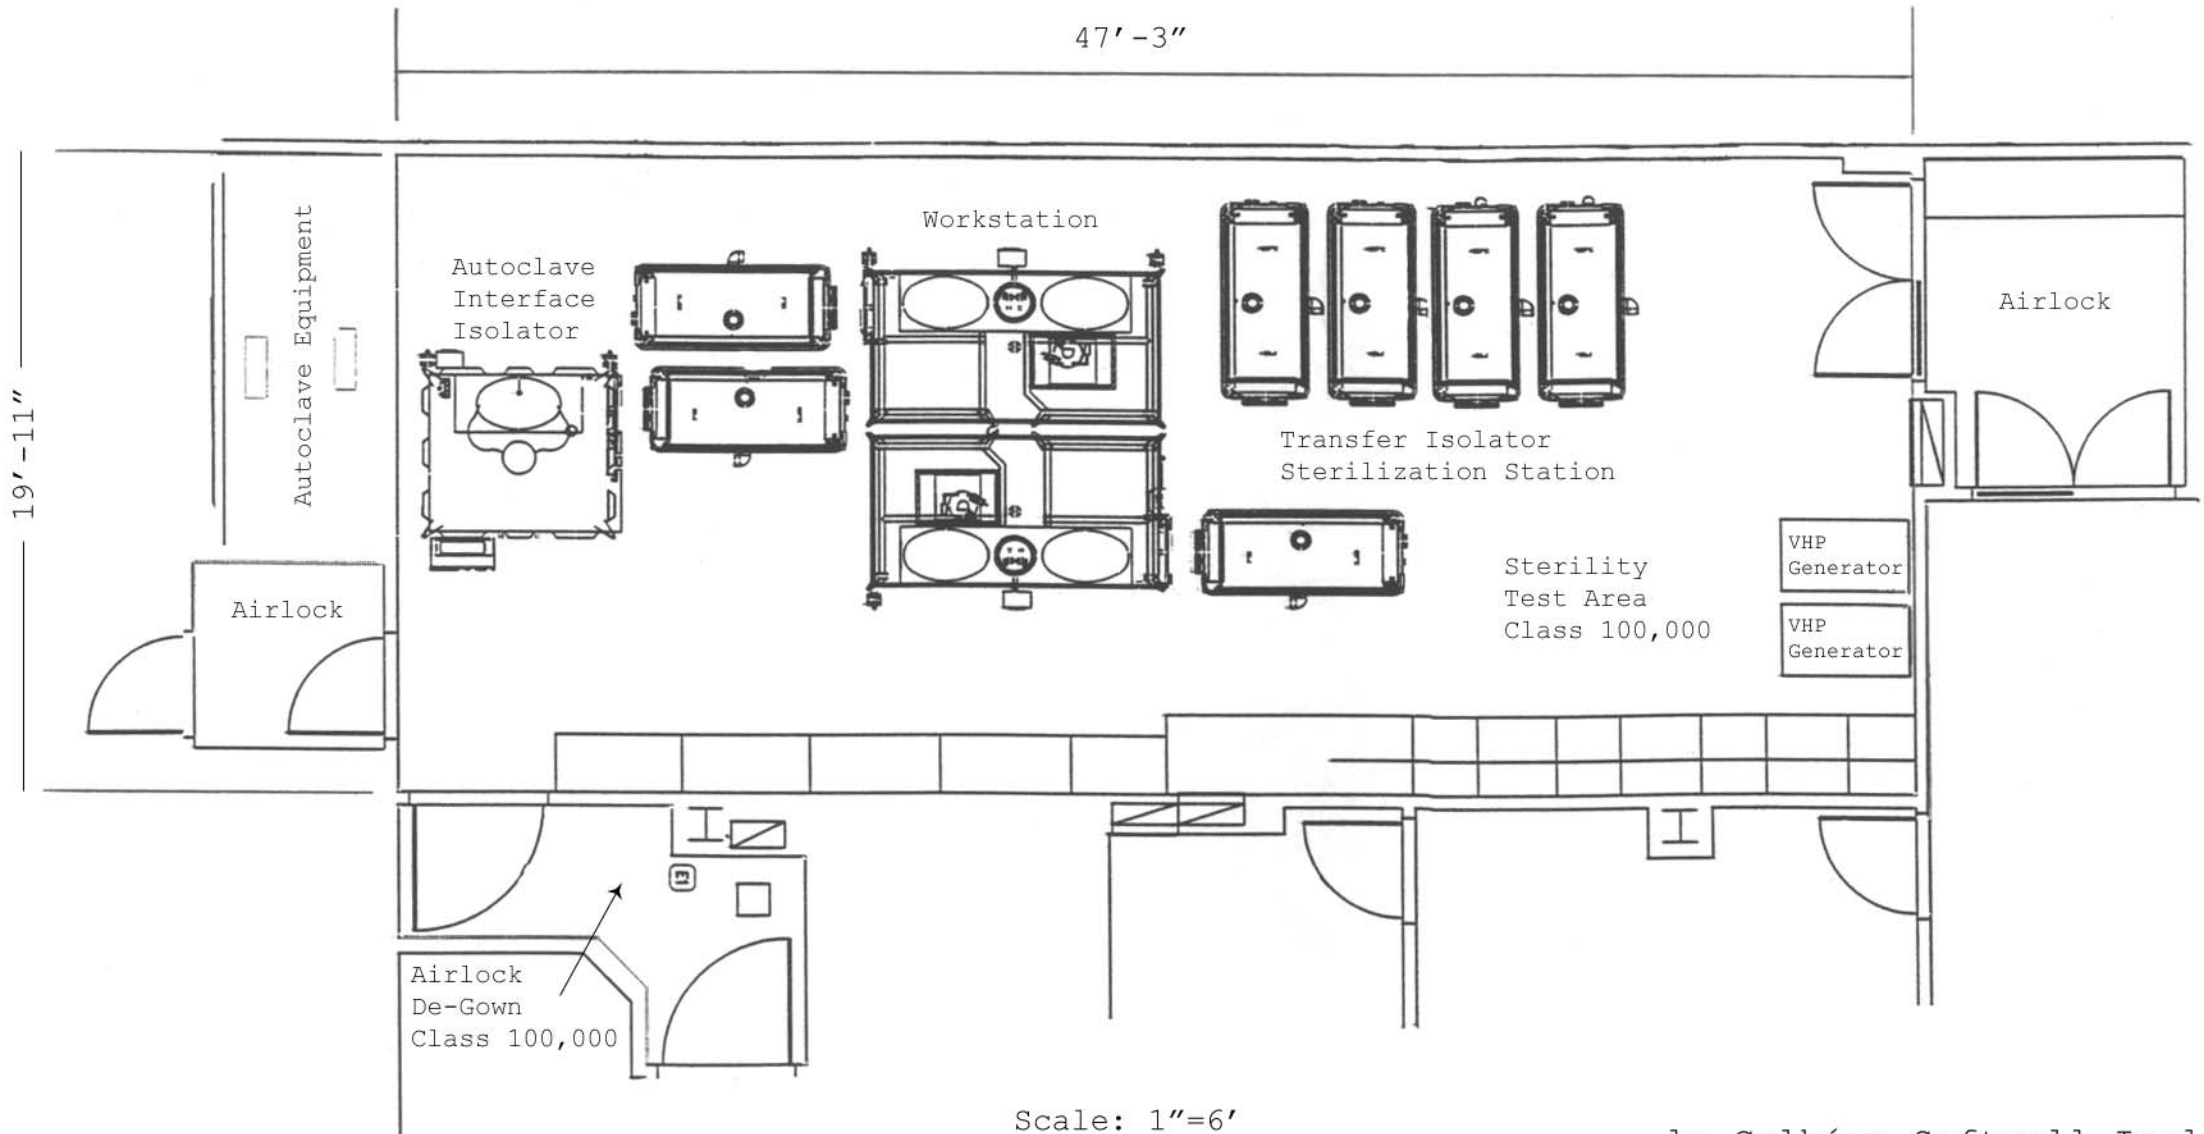 47'-3"
19'-11"
Autoclave Equipment
Autoclave
Interface
Isolator
Workstation
Airlock
Transfer Isolator
Sterilization Station
Sterility
Test Area
Class 100,000
VHP
Generator
VHP
Generator
Airlock
E1
Airlock
De-Gown
Class 100,000
Scale: 1"=6'